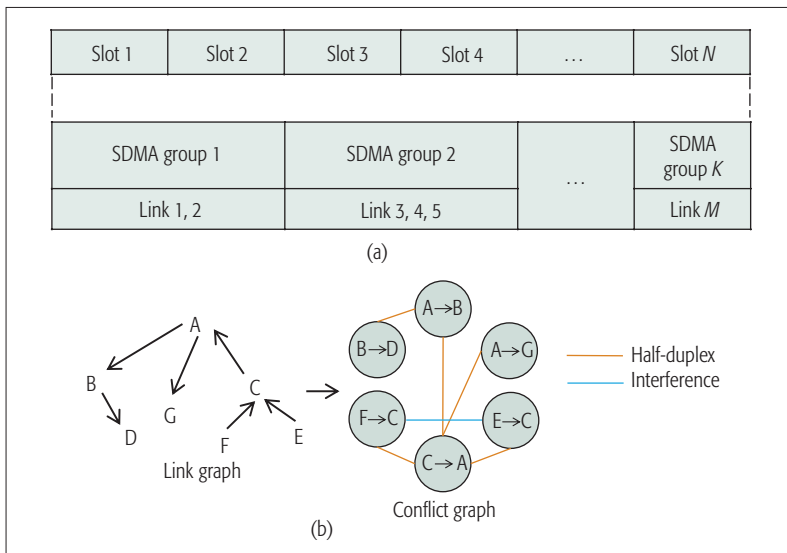 Slot 1 Slot 2 Slot 3 Slot 4 ... Slot N
SDMA group 1 SDMA group 2 ... SDMA group K
Link 1, 2 Link 3, 4, 5 Link M
(a)
A
B
C
D
G
F
E
Link graph
A→B
B→D
A→G
F→C
E→C
C→A
Conflict graph
Half-duplex
Interference
(b)